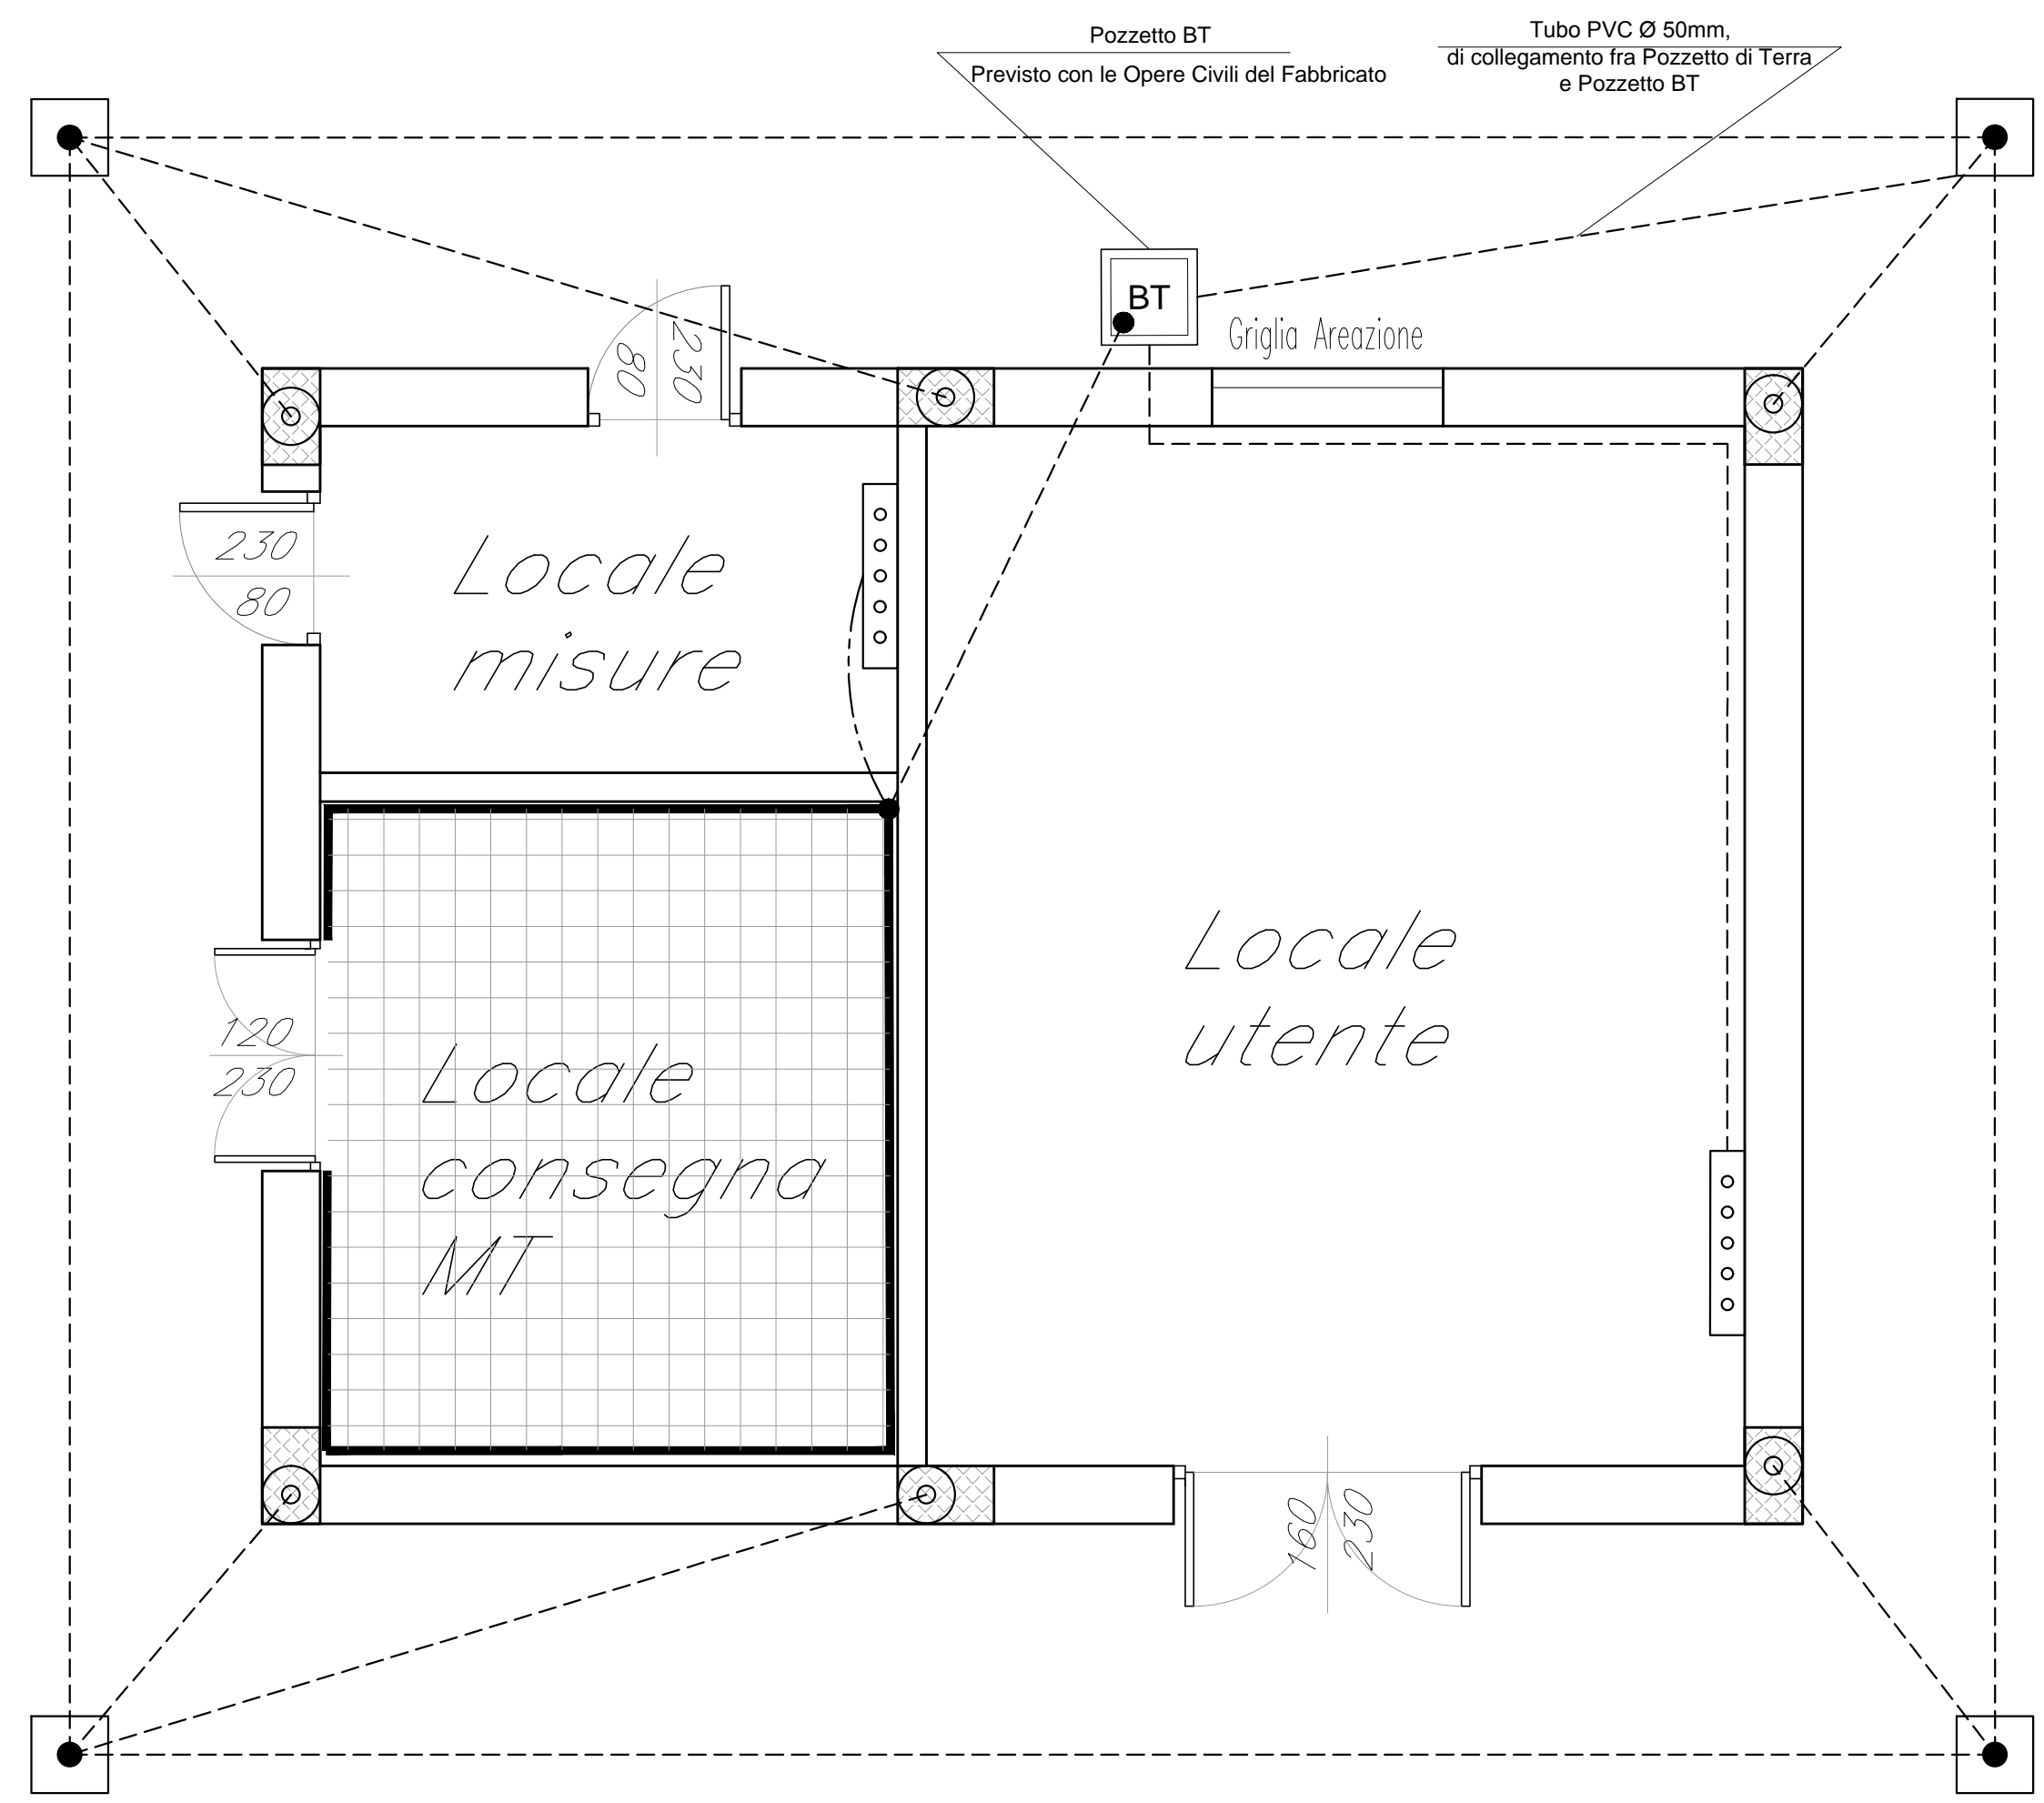 Pozzetto BT
Previsto con le Opere Civili del Fabbricato
Tubo PVC Ø 50mm,
di collegamento fra Pozzetto di Terra
e Pozzetto BT
BT
Griglia Areazione
80
230
230
80
Locale
misure
Locale
utente
120
230
Locale
consegna
MT
160
230